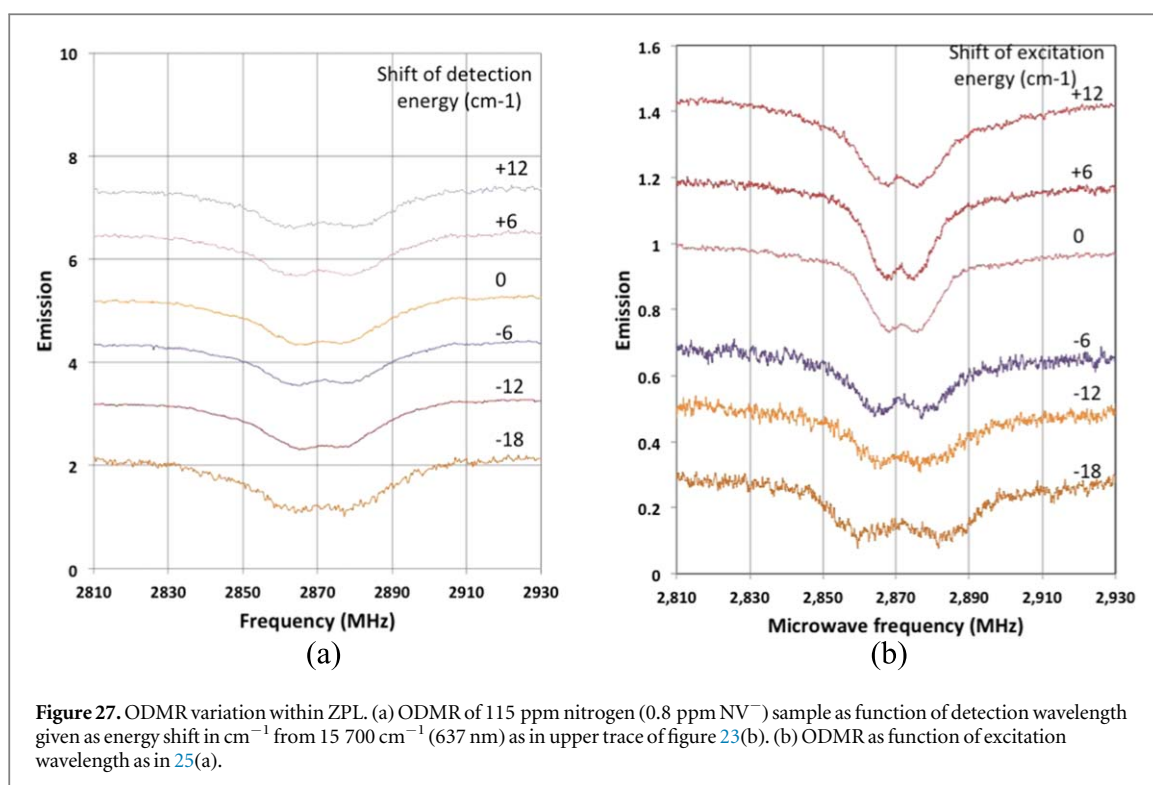 10
8
6
4
2
0
Emission
Shift of detection
energy (cm-1)
+12
+6
0
-6
-12
-18
2810 2830 2850 2870 2890 2910 2930
Frequency (MHz)
(a)
1.6
1.4
1.2
1
0.8
0.6
0.4
0.2
0
Emission
Shift of excitation
energy (cm-1)
+12
+6
0
-6
-12
-18
2,810 2,830 2,850 2,870 2,890 2,910 2,930
Microwave frequency (MHz)
(b)
Figure 27. ODMR variation within ZPL. (a) ODMR of 115 ppm nitrogen (0.8 ppm NV⁻) sample as function of detection wavelength
given as energy shift in cm⁻¹ from 15 700 cm⁻¹ (637 nm) as in upper trace of figure 23(b). (b) ODMR as function of excitation
wavelength as in 25(a).